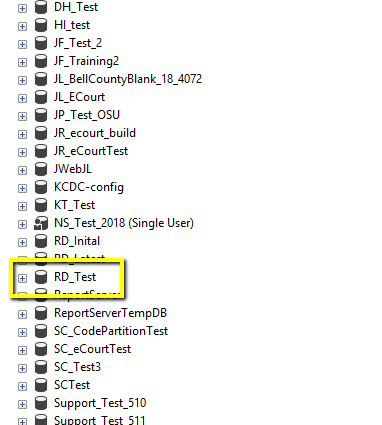 DH_Test
HI_test
JF_Test_2
JF_Training2
JL_BellCountyBlank_18_4072
JL_ECourt
JP_Test_OSU
JR_ecourt_build
JR_eCourtTest
JWebJL
KCDC-config
KT_Test
NS_Test_2018 (Single User)
RD_Inital
RD_Latest
RD_Test
ReportServer
ReportServerTempDB
SC_CodePartitionTest
SC_eCourtTest
SC_Test3
SCTest
Support_Test_510
Support_Test_511